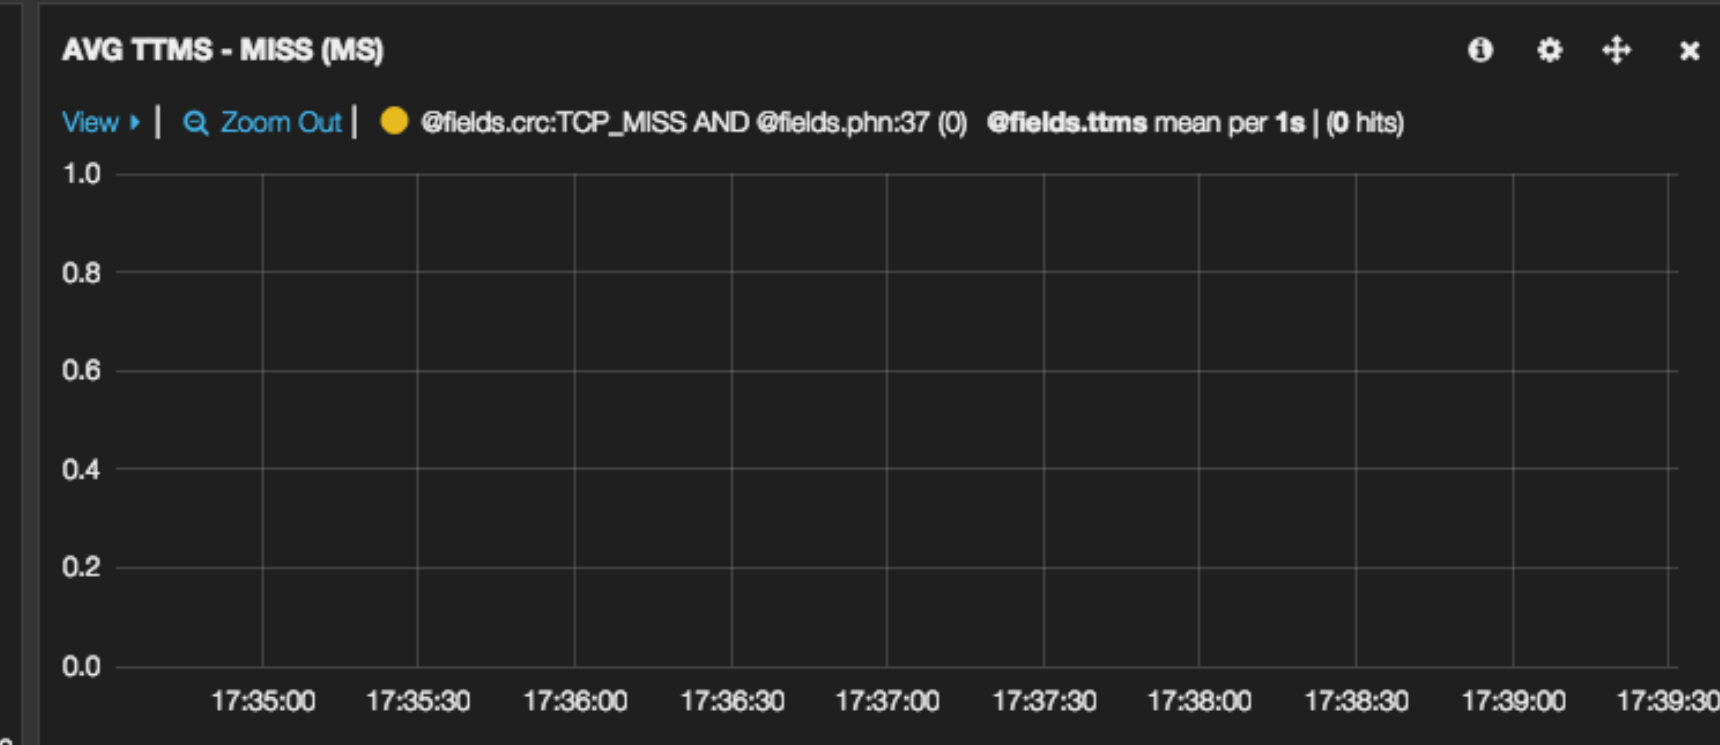 AVG TTMS - MISS (MS)
View | Zoom Out | @fields.crc:TCP_MISS AND @fields.phn:37 (0) @fields.ttms mean per 1s | (0 hits)
1.0
0.8
0.6
0.4
0.2
0.0
17:35:00 17:35:30 17:36:00 17:36:30 17:37:00 17:37:30 17:38:00 17:38:30 17:39:00 17:39:30